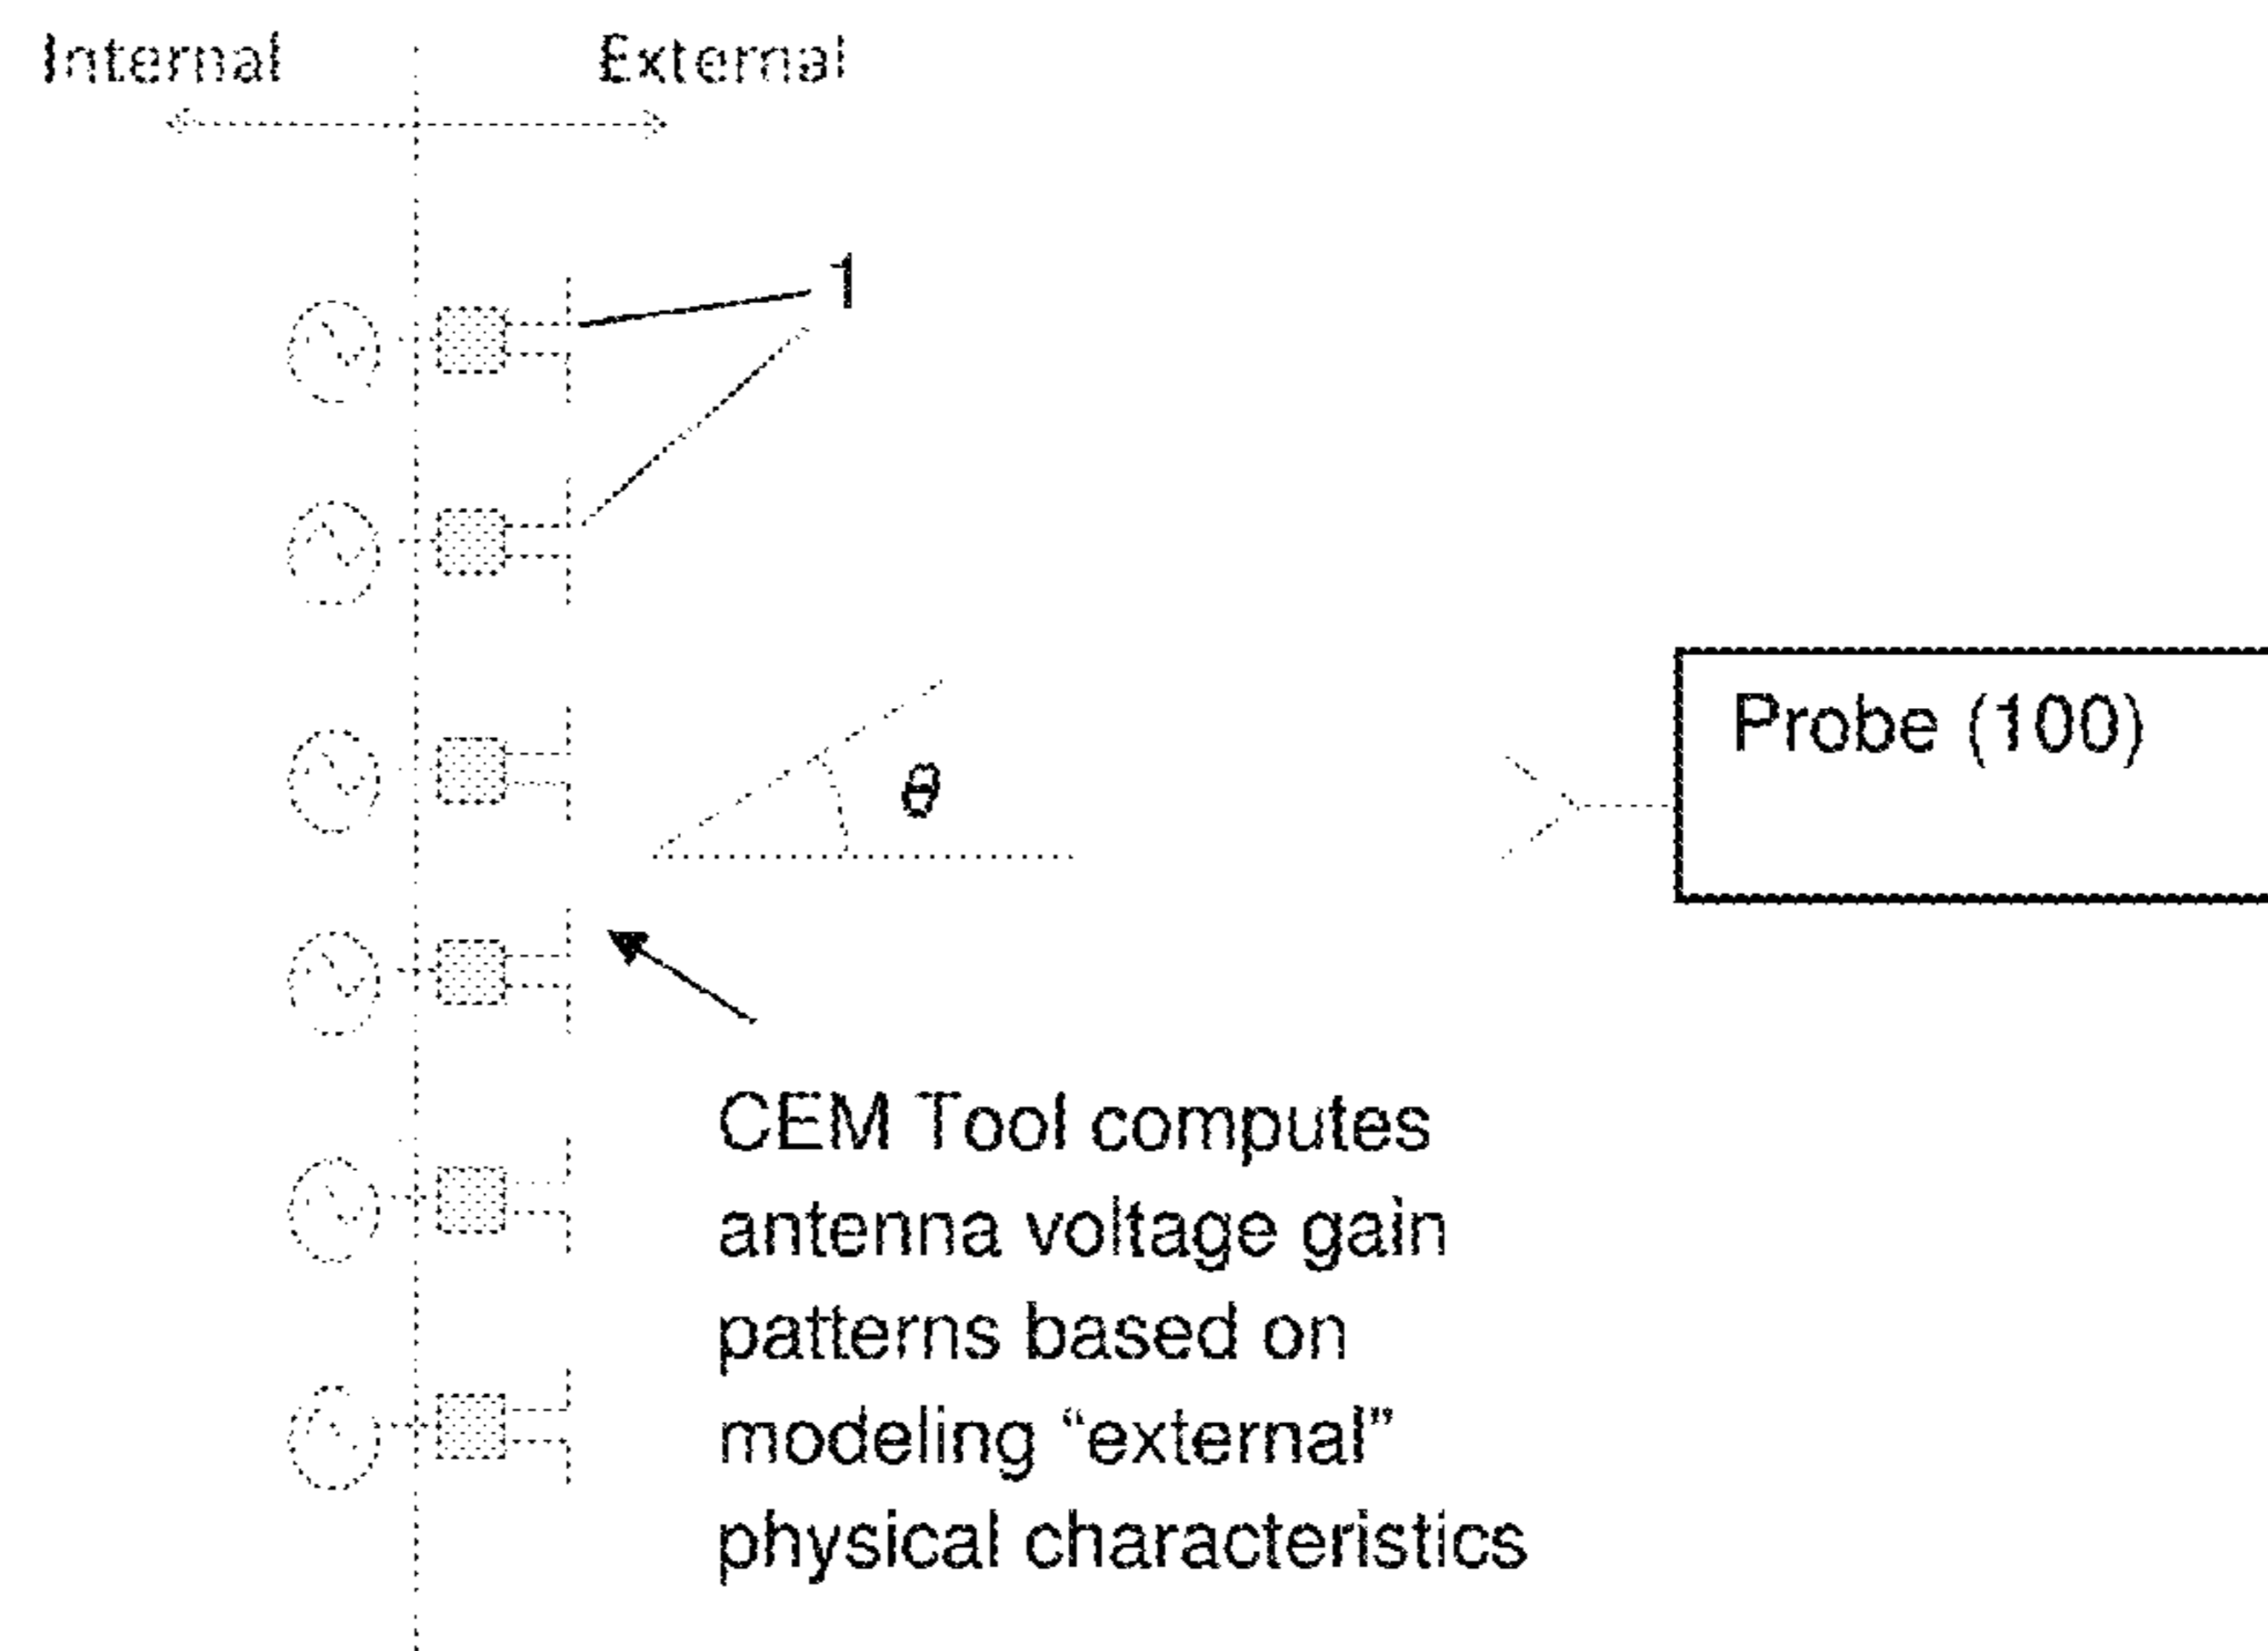 Internal
External
1
θ
Probe (100)
CEM Tool computes
antenna voltage gain
patterns based on
modeling “external”
physical characteristics